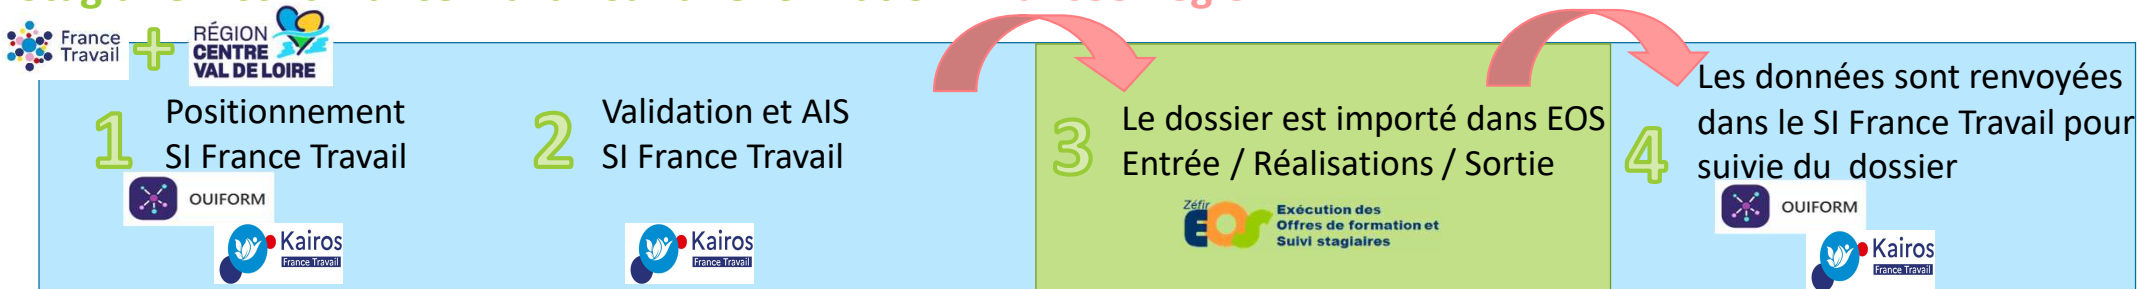 France
Travail
+
RÉGION
CENTRE
VAL DE LOIRE
1
Positionnement
SI France Travail
OUIFORM
Kairos
France Travail
2
Validation et AIS
SI France Travail
Kairos
France Travail
3
Le dossier est importé dans EOS
Entrée / Réalisations / Sortie
Zéfir
EOS
Exécution des
Offres de formation et
Suivi stagiaires
4
Les données sont renvoyées
dans le SI France Travail pour
suivie du dossier
OUIFORM
Kairos
France Travail